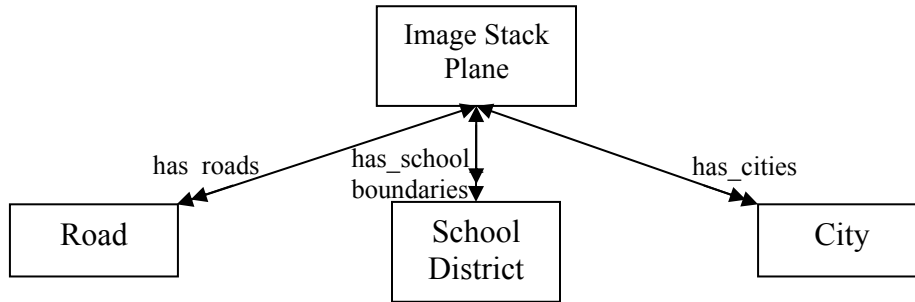 Image Stack
Plane
has_roads
has_school
boundaries
has_cities
Road
School
District
City